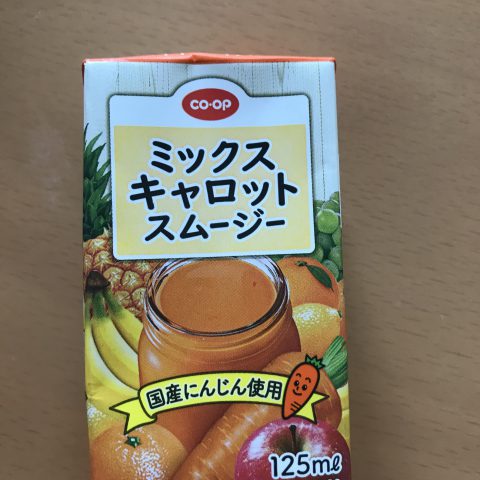 co·op
ミックス
キャロット
スムージー
国産にんじん使用
125ml